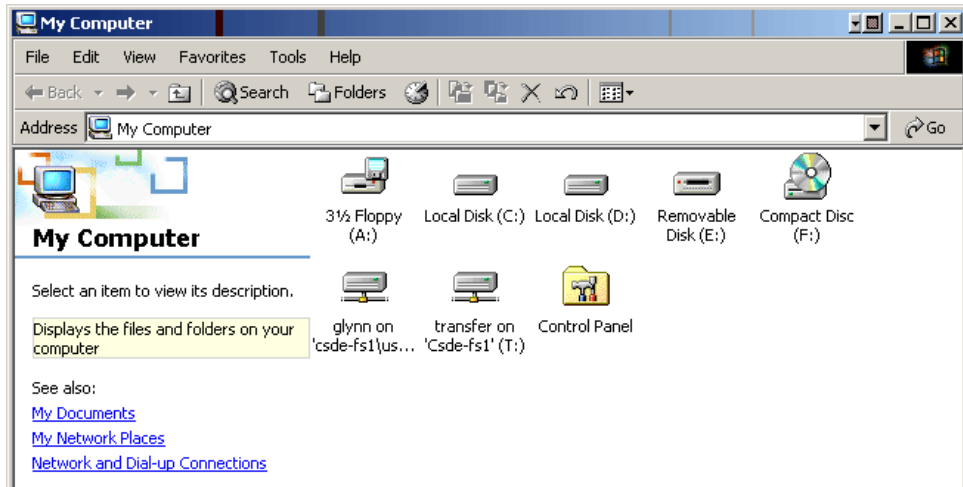 My Computer
File Edit View Favorites Tools Help
Back Search Folders
Address My Computer Go
My Computer
Select an item to view its description.
Displays the files and folders on your
computer
See also:
My Documents
My Network Places
Network and Dial-up Connections
3½ Floppy
(A:)
Local Disk (C:)
Local Disk (D:)
Removable
Disk (E:)
Compact Disc
(F:)
glynn on
'csde-fs1\us...
transfer on
'Csde-fs1' (T:)
Control Panel